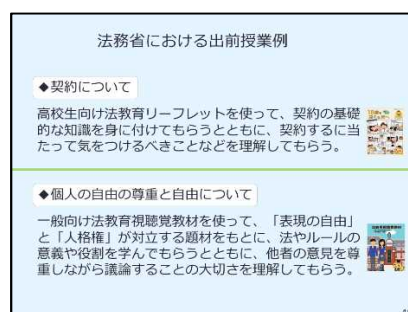 法務省における出前授業例
◆契約について
高校生向け法教育リーフレットを使って、契約の基礎
的な知識を身に付けてもらうとともに、契約するに当
たって気をつけるべきことなどを理解してもらう。
◆個人の自由の尊重と自由について
一般向け法教育視聴覚教材を使って、「表現の自由」
と「人格権」が対立する題材をもとに、法やルールの
意義や役割を学んでもらうとともに、他者の意見を尊
重しながら議論することの大切さを理解してもらう。